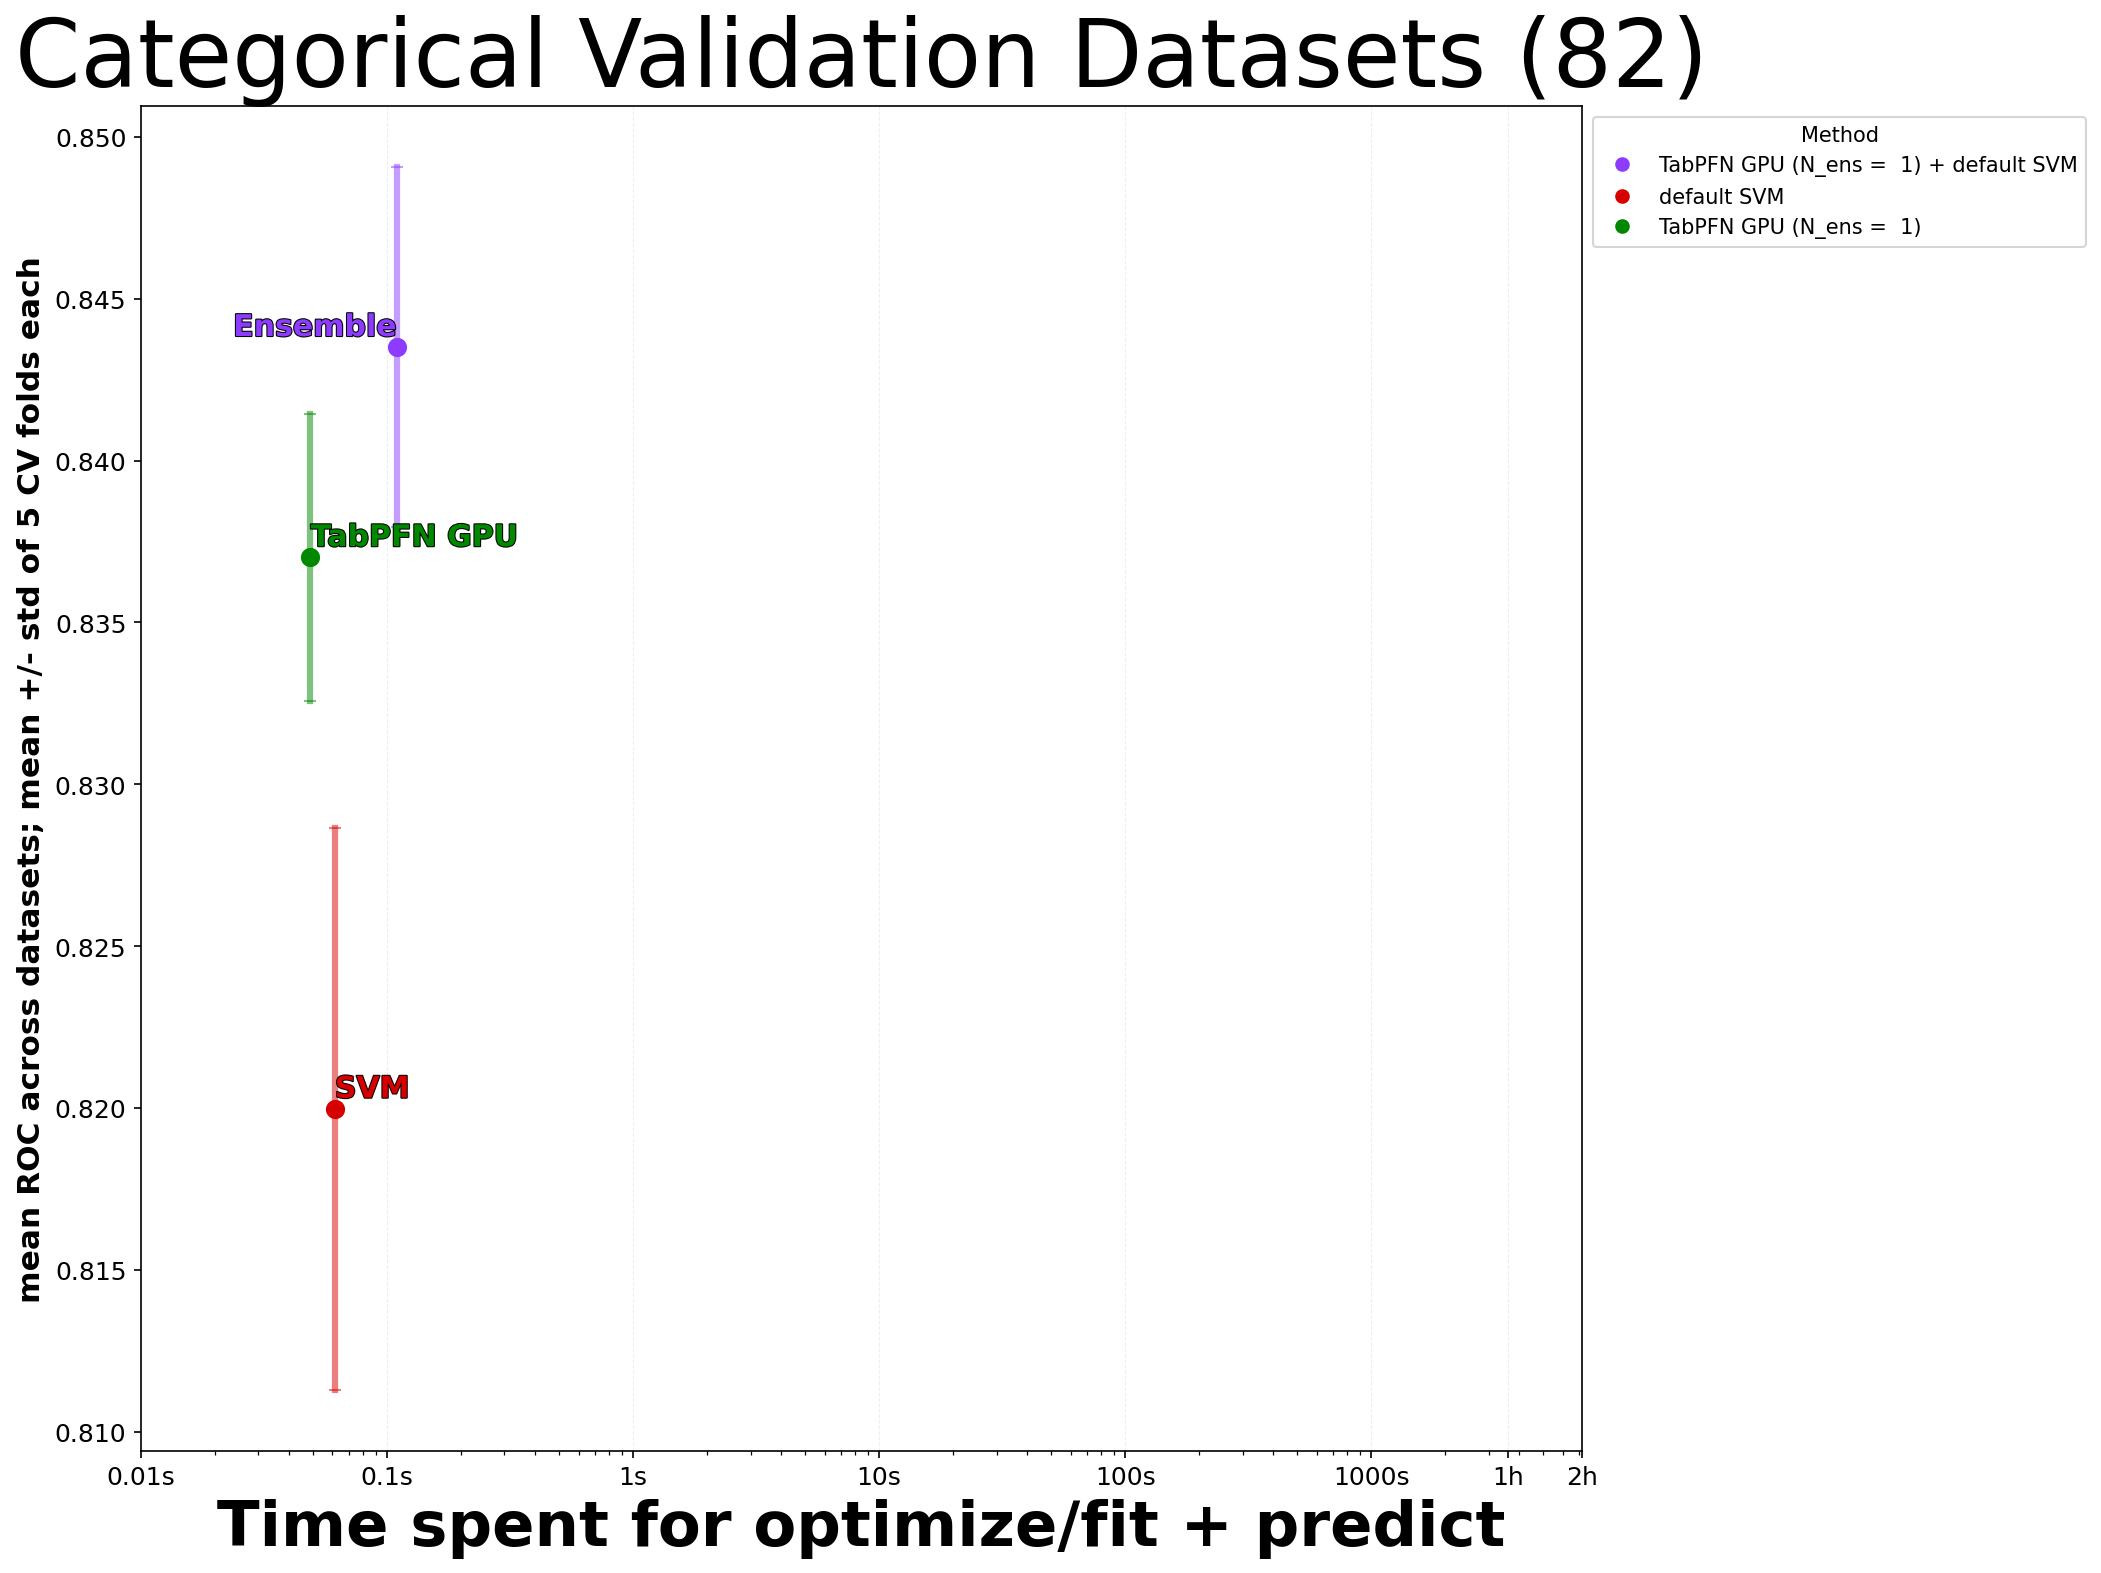 Categorical Validation Datasets (82)
mean ROC across datasets; mean +/- std of 5 CV folds each
0.850
0.845
0.840
0.835
0.830
0.825
0.820
0.815
0.810
Ensemble
TabPFN GPU
SVM
Method
TabPFN GPU (N_ens =  1) + default SVM
default SVM
TabPFN GPU (N_ens =  1)
0.01s 0.1s 1s 10s 100s 1000s 1h 2h
Time spent for optimize/fit + predict